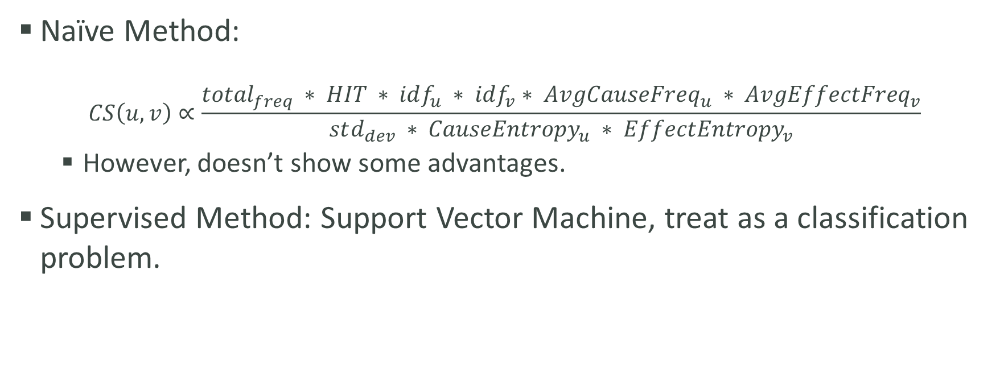 ▪ Naïve Method:
CS(u, v) ∝ \frac{total_{freq} * HIT * idf_u * idf_v * AvgCauseFreq_u * AvgEffectFreq_v}{std_{dev} * CauseEntropy_u * EffectEntropy_v}
▪ However, doesn’t show some advantages.
▪ Supervised Method: Support Vector Machine, treat as a classification
problem.